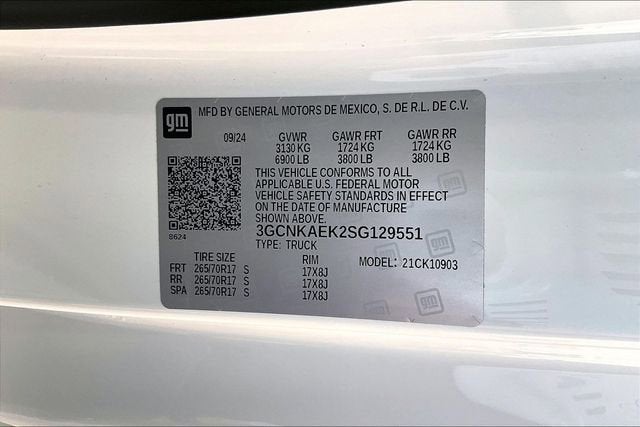 gm MFD BY GENERAL MOTORS DE MEXICO, S. DE R.L. DE C.V.
09/24 GVWR GAWR FRT GAWR RR
3130 KG 1724 KG 1724 KG
6900 LB 3800 LB 3800 LB
THIS VEHICLE CONFORMS TO ALL
APPLICABLE U.S. FEDERAL MOTOR
VEHICLE SAFETY STANDARDS IN EFFECT
ON THE DATE OF MANUFACTURE
SHOWN ABOVE.
8624
3GCNKAEK2SG129551
TYPE: TRUCK
TIRE SIZE RIM MODEL: 21CK10903
FRT 265/70R17 S 17X8J
RR 265/70R17 S 17X8J
SPA 265/70R17 S 17X8J
gm
gm
gm